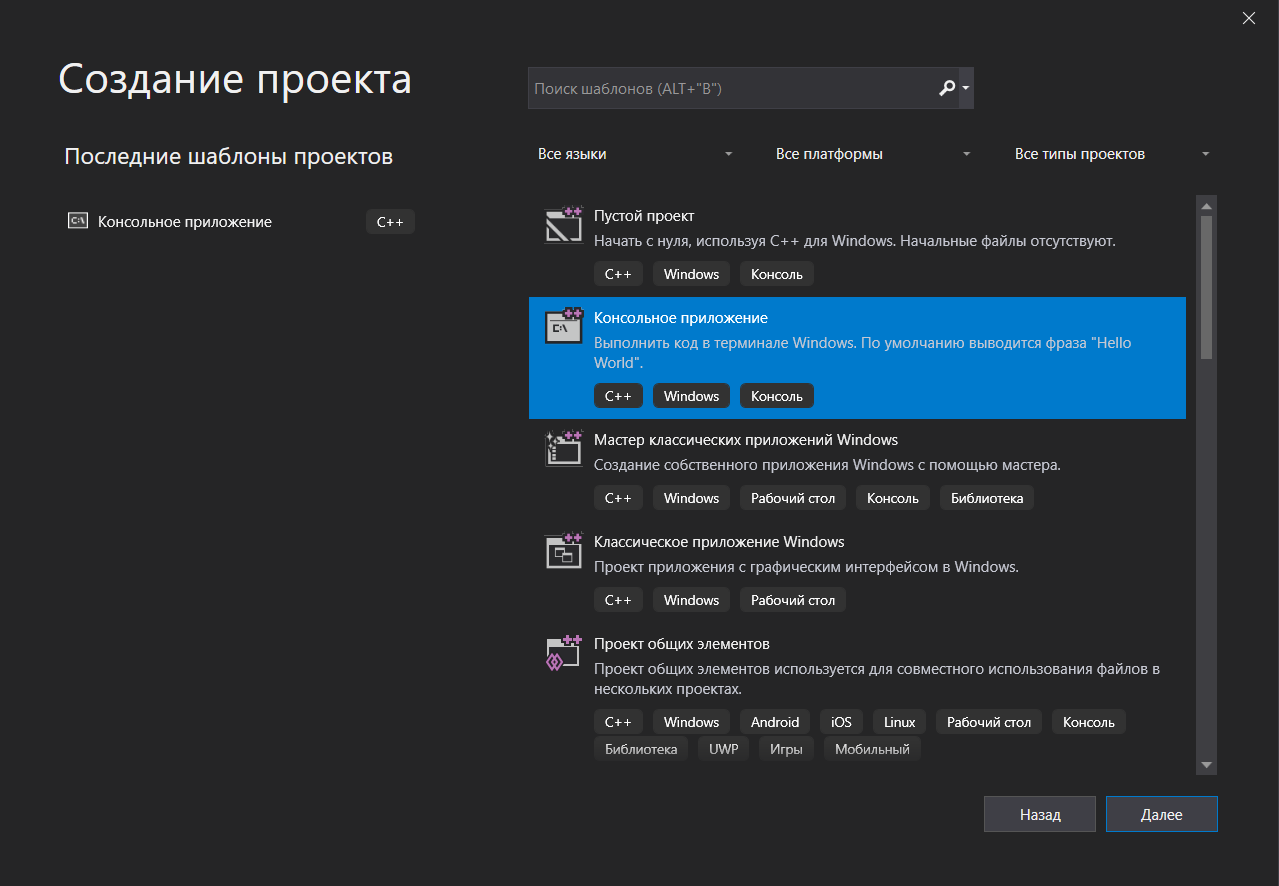 Создание проекта
Поиск шаблонов (ALT+"В")
Последние шаблоны проектов
Все языки
Все платформы
Все типы проектов
C:\ Консольное приложение C++
Пустой проект
Начать с нуля, используя C++ для Windows. Начальные файлы отсутствуют.
C++ Windows Консоль
C:\ Консольное приложение
Выполнить код в терминале Windows. По умолчанию выводится фраза "Hello
World".
C++ Windows Консоль
Мастер классических приложений Windows
Создание собственного приложения Windows с помощью мастера.
C++ Windows Рабочий стол Консоль Библиотека
Классическое приложение Windows
Проект приложения с графическим интерфейсом в Windows.
C++ Windows Рабочий стол
Проект общих элементов
Проект общих элементов используется для совместного использования файлов в
нескольких проектах.
C++ Windows Android iOS Linux Рабочий стол Консоль
Библиотека UWP Игры Мобильный
Назад
Далее